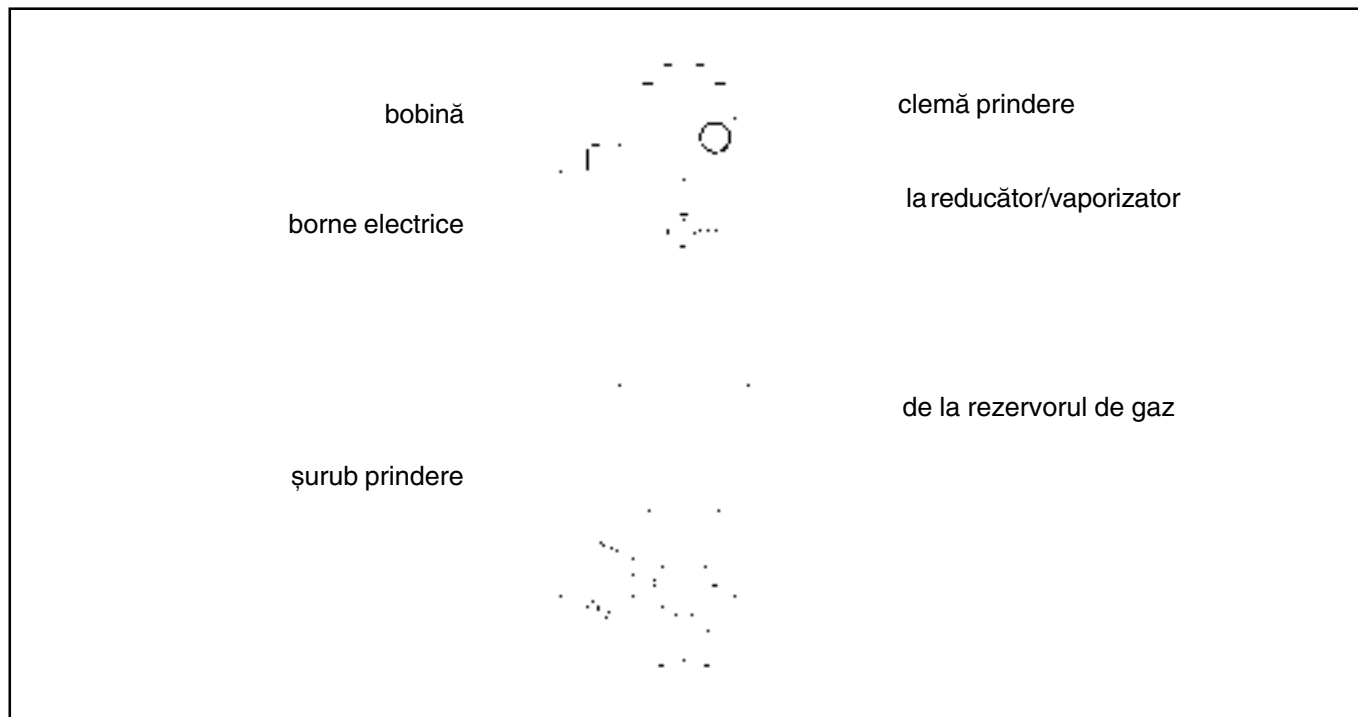 bobină
clemă prindere
la reducător/vaporizator
borne electrice
de la rezervorul de gaz
șurub prindere